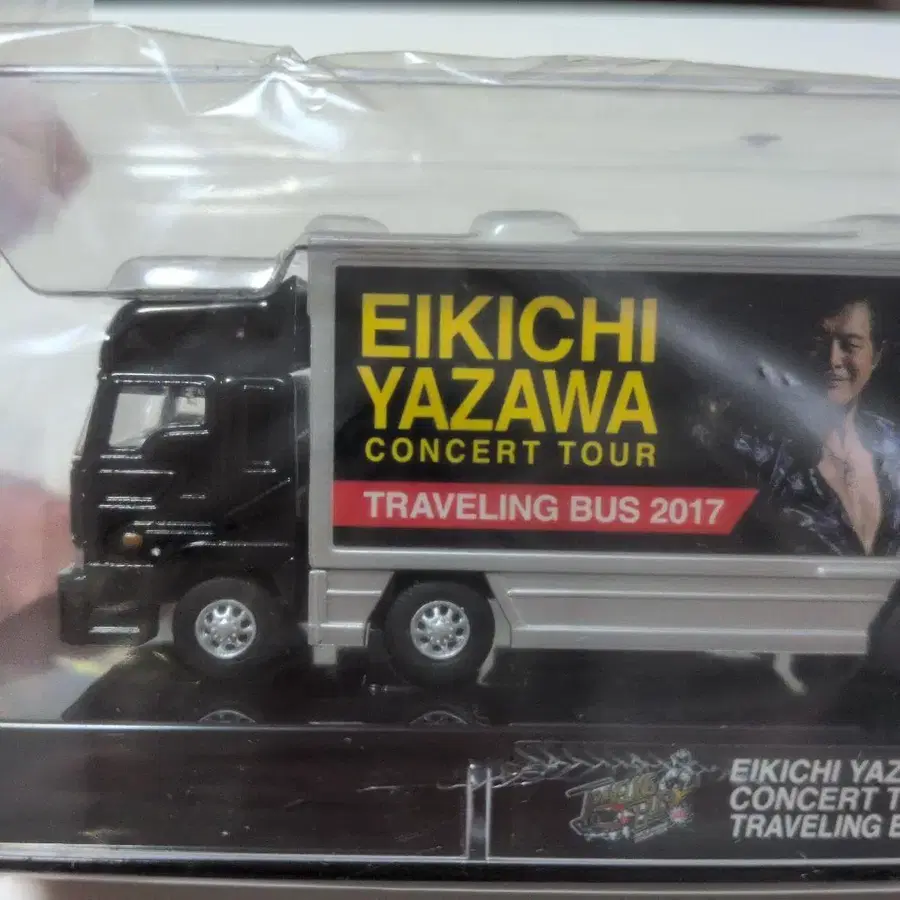 EIKICHI
YAZAWA
CONCERT TOUR
TRAVELING BUS 2017
EIKICHI YAZ
CONCERT T
TRAVELING B